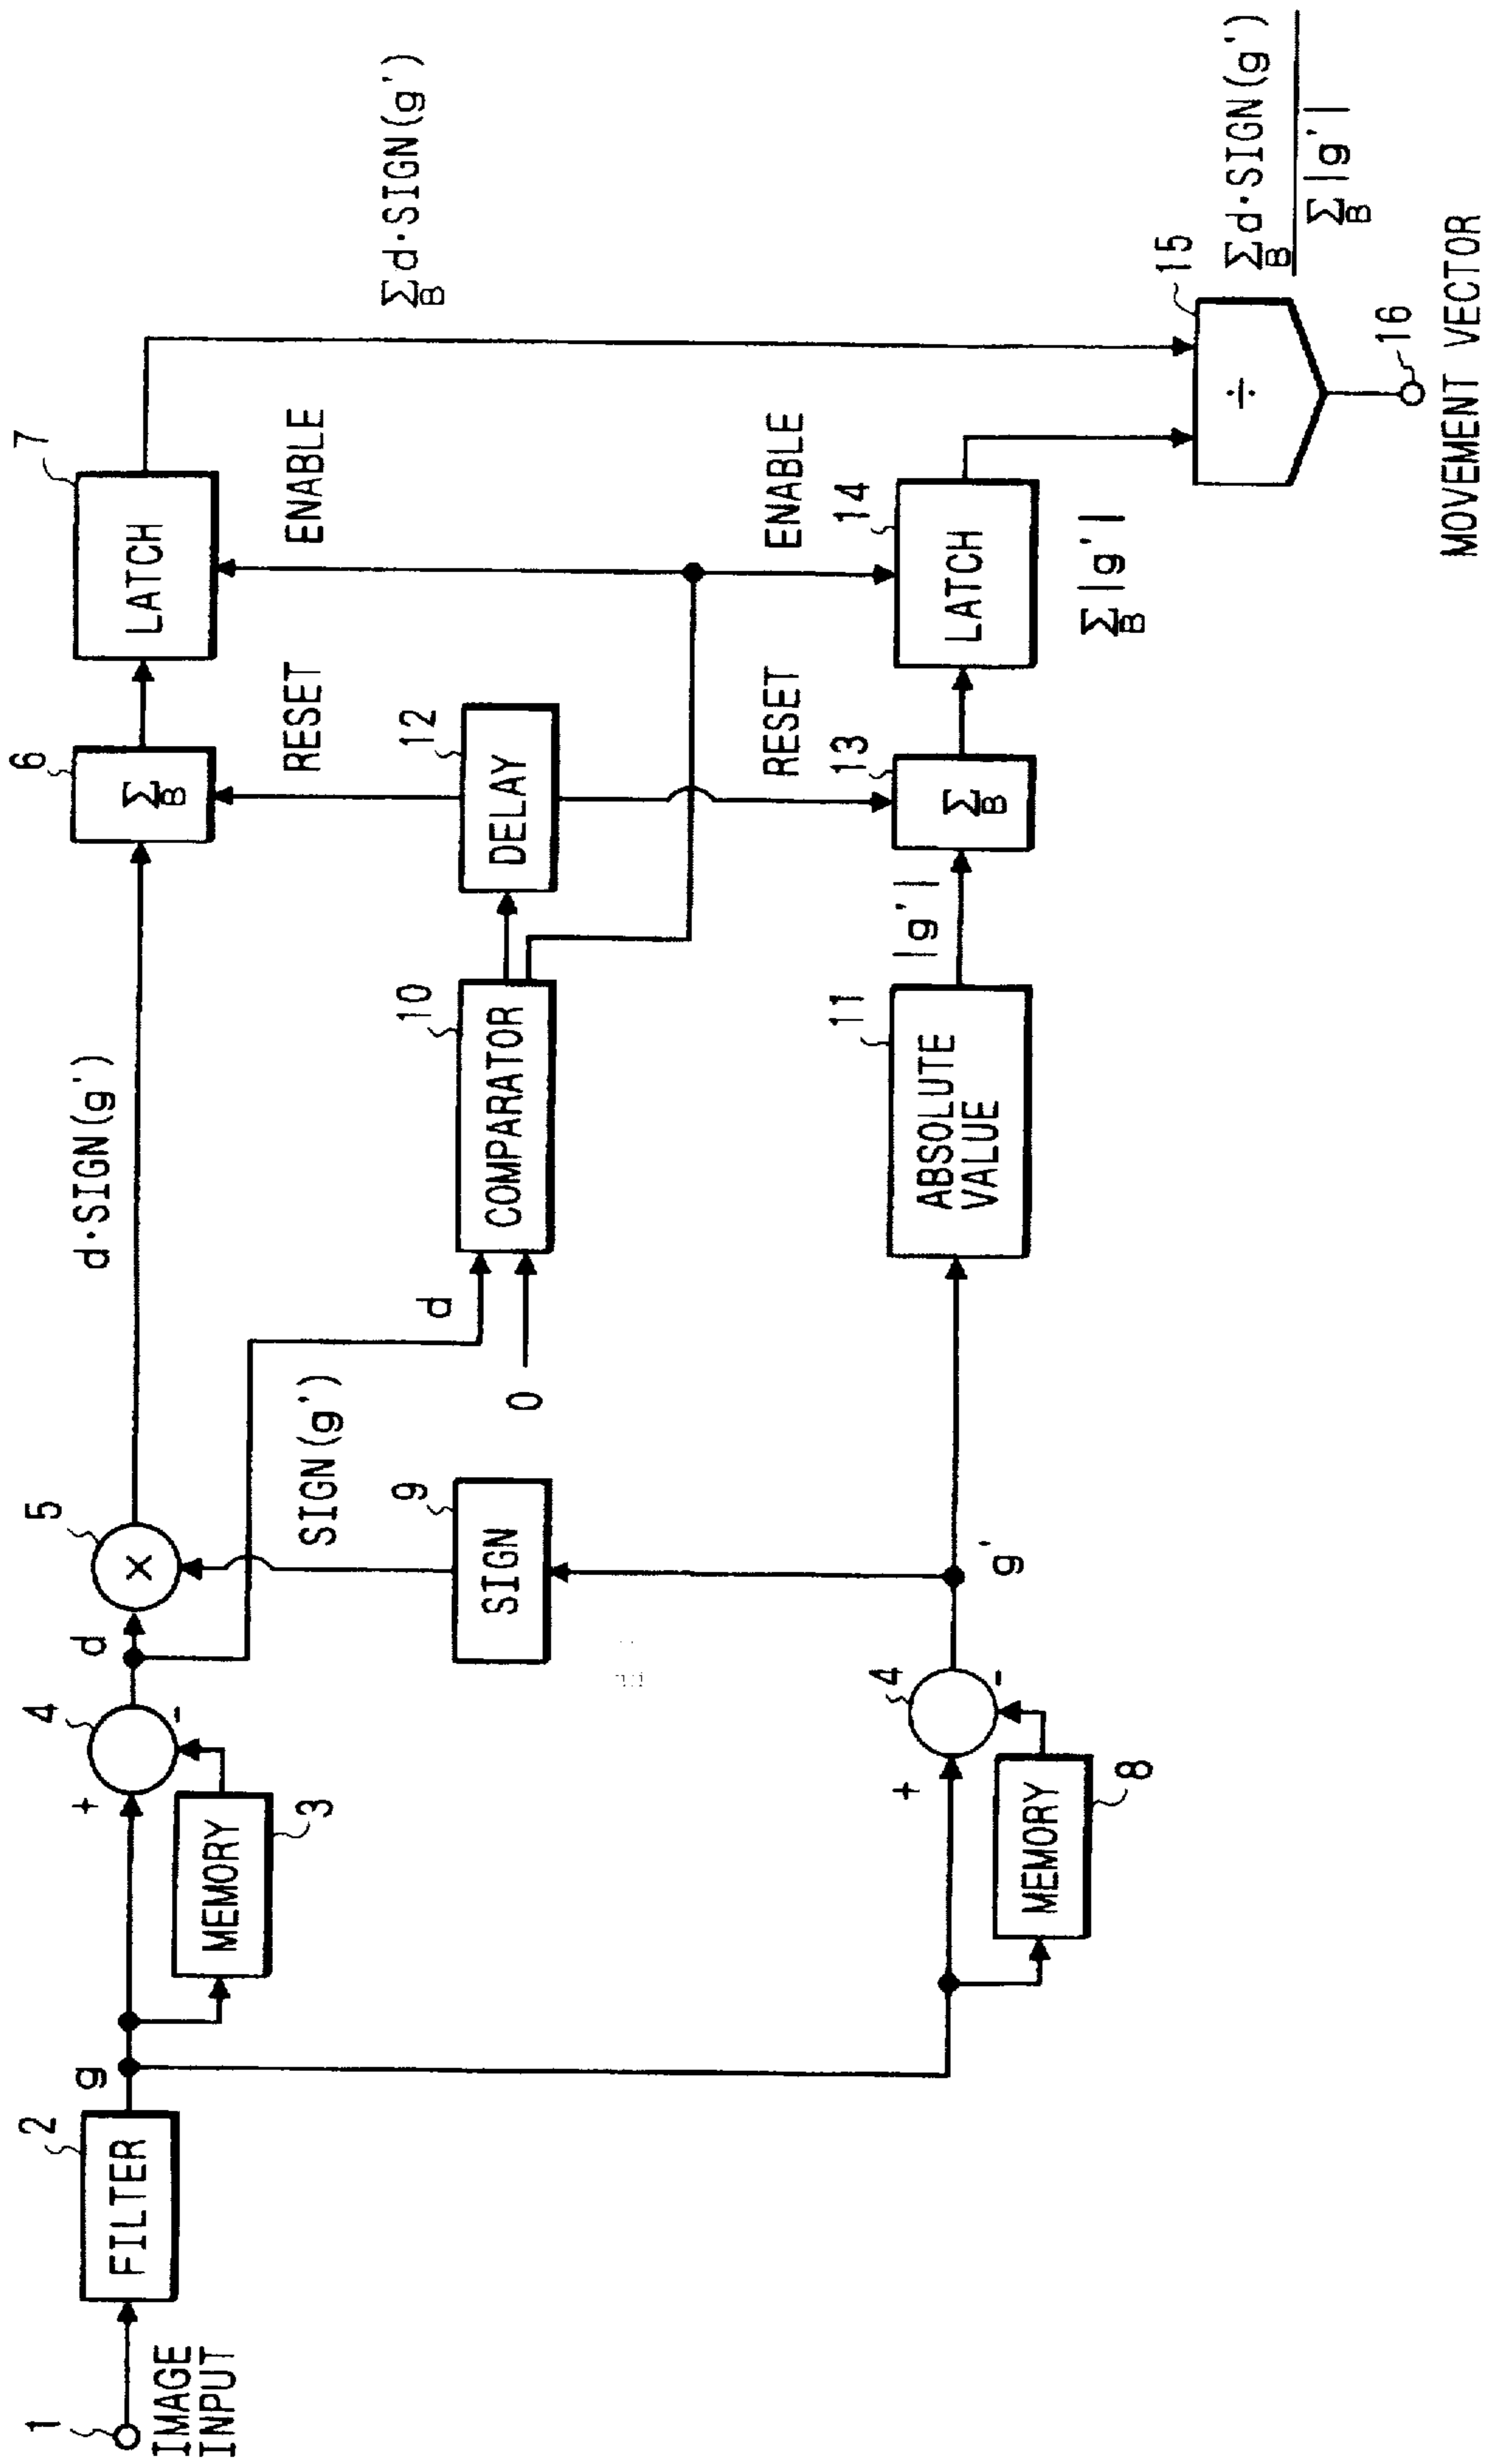 1
IMAGE
INPUT
2
FILTER
g
MEMORY
3
+
4
-
d
5
×
d·SIGN(g')
6
Σ
B
7
LATCH
RESET
ENABLE
Σ d·SIGN(g')
B
SIGN(g')
9
SIGN
d
0
10
COMPARATOR
12
DELAY
MEMORY
8
+
4
-
g'
11
ABSOLUTE
VALUE
|g'|
RESET
13
Σ
B
ENABLE
14
LATCH
Σ |g'|
B
15
÷
Σ d·SIGN(g')
B
Σ |g'|
B
16
MOVEMENT VECTOR